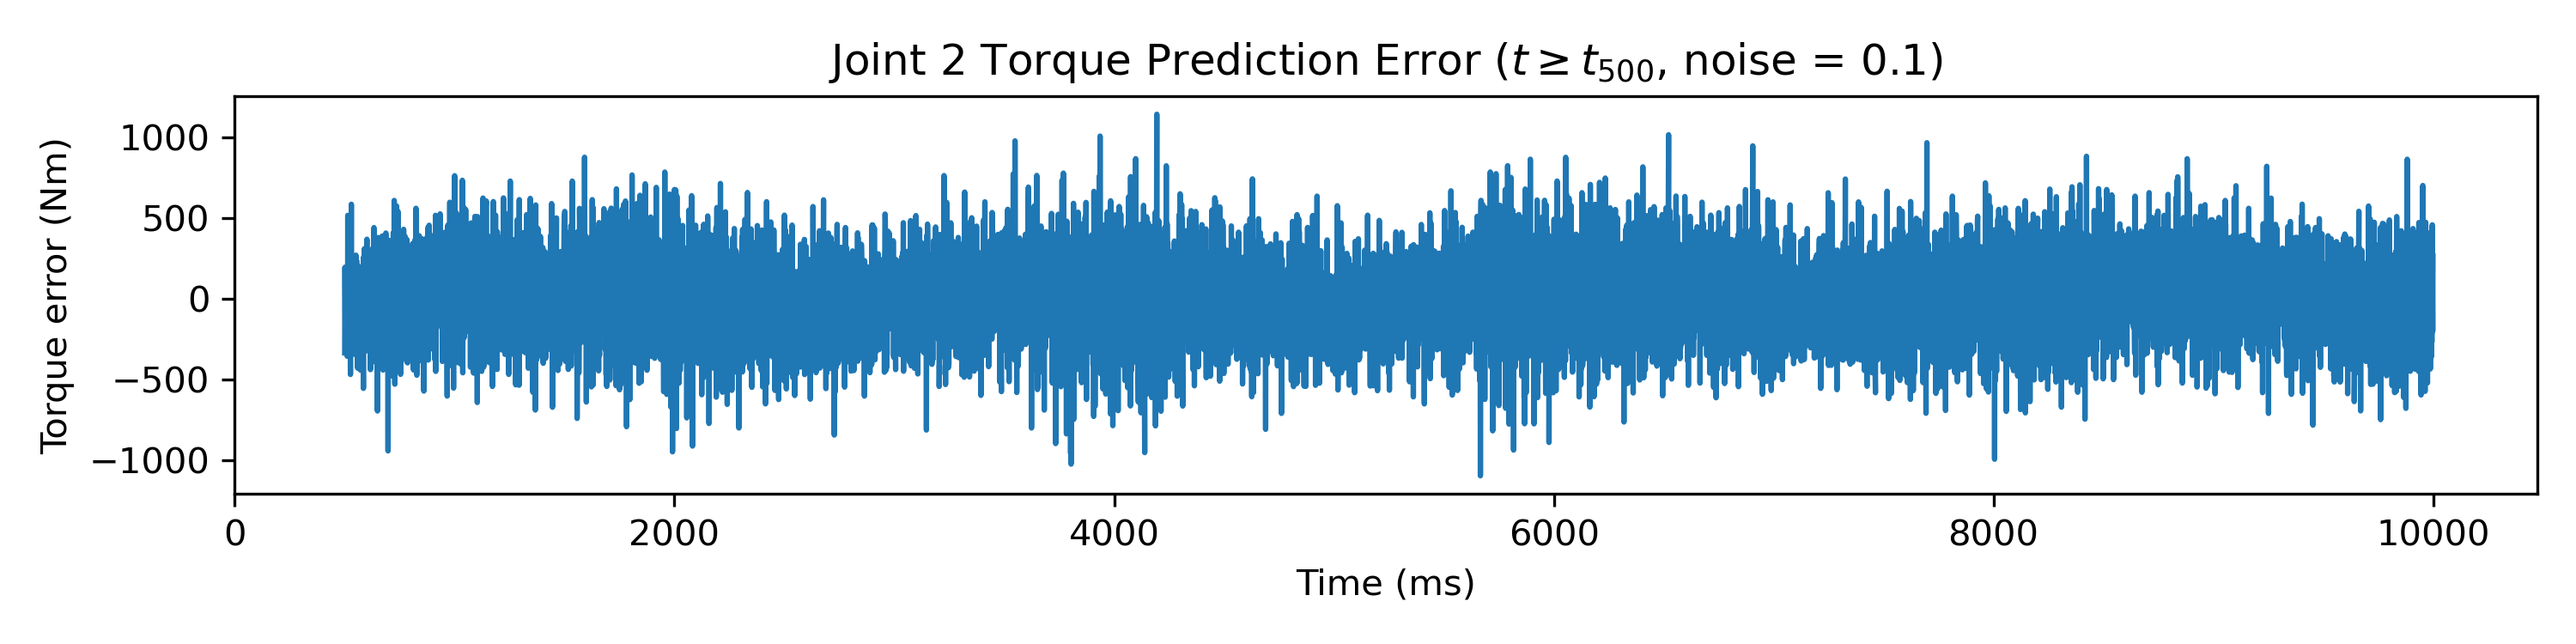 Joint 2 Torque Prediction Error (t ≥ t₅₀₀, noise = 0.1)
Torque error (Nm)
1000
500
0
−500
−1000
0 2000 4000 6000 8000 10000
Time (ms)